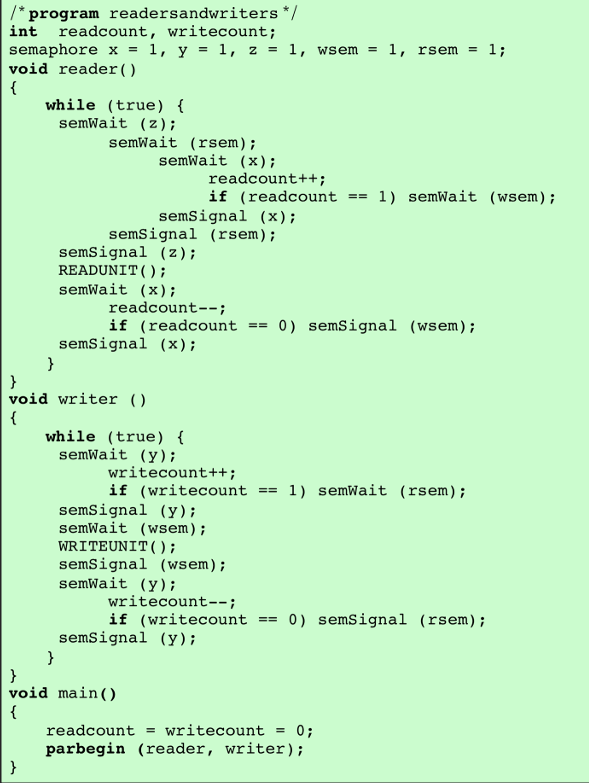 /* program readersandwriters */
int readcount, writecount;
semaphore x = 1, y = 1, z = 1, wsem = 1, rsem = 1;
void reader()
{
    while (true) {
     semWait (z);
          semWait (rsem);
               semWait (x);
                    readcount++;
                    if (readcount == 1) semWait (wsem);
               semSignal (x);
          semSignal (rsem);
     semSignal (z);
     READUNIT();
     semWait (x);
          readcount--;
          if (readcount == 0) semSignal (wsem);
     semSignal (x);
    }
}
void writer ()
{
    while (true) {
     semWait (y);
          writecount++;
          if (writecount == 1) semWait (rsem);
     semSignal (y);
     semWait (wsem);
     WRITEUNIT();
     semSignal (wsem);
     semWait (y);
          writecount--;
          if (writecount == 0) semSignal (rsem);
     semSignal (y);
    }
}
void main()
{
    readcount = writecount = 0;
    parbegin (reader, writer);
}